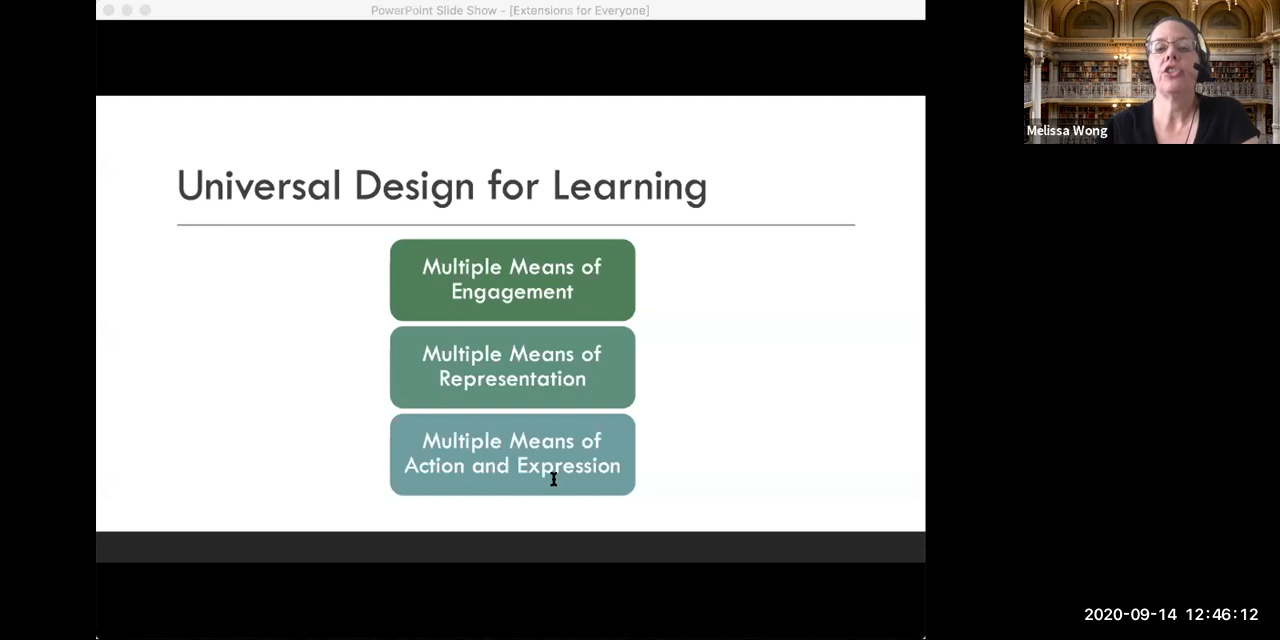 PowerPoint Slide Show - [Extensions for Everyone]
Melissa Wong
Universal Design for Learning
Multiple Means of
Engagement
Multiple Means of
Representation
Multiple Means of
Action and Expression
2020-09-14 12:46:12